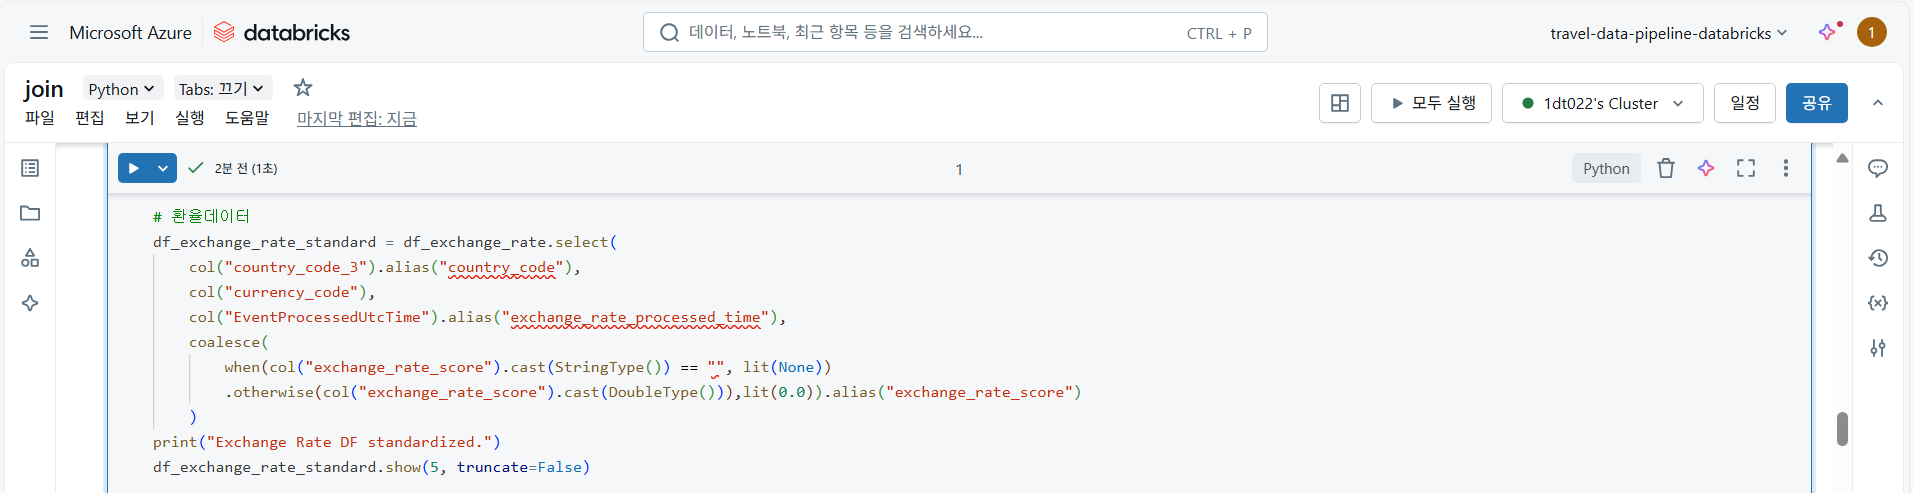 Microsoft Azure databricks 데이터, 노트북, 최근 항목 등을 검색하세요... CTRL + P travel-data-pipeline-databricks 1
join Python Tabs: 끄기
모두 실행 1dt022's Cluster 일정 공유
파일 편집 보기 실행 도움말 마지막 편집: 지금
2분 전 (1초) 1 Python
# 환율데이터
df_exchange_rate_standard = df_exchange_rate.select(
col("country_code_3").alias("country_code"),
col("currency_code"),
col("EventProcessedUtcTime").alias("exchange_rate_processed_time"),
coalesce(
when(col("exchange_rate_score").cast(StringType()) == "", lit(None))
.otherwise(col("exchange_rate_score").cast(DoubleType())),lit(0.0)).alias("exchange_rate_score")
)
print("Exchange Rate DF standardized.")
df_exchange_rate_standard.show(5, truncate=False)